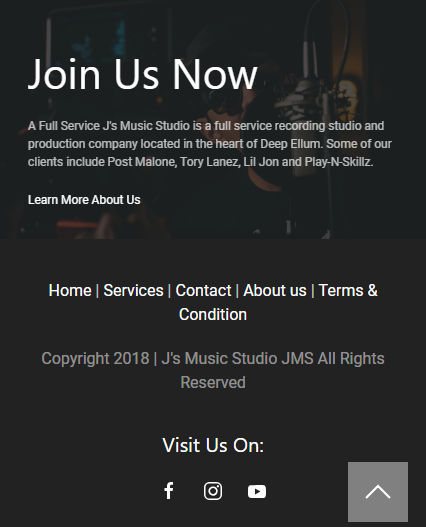 Join Us Now
A Full Service J's Music Studio is a full service recording studio and
production company located in the heart of Deep Ellum. Some of our
clients include Post Malone, Tory Lanez, Lil Jon and Play-N-Skillz.
Learn More About Us
Home | Services | Contact | About us | Terms &
Condition
Copyright 2018 | J's Music Studio JMS All Rights
Reserved
Visit Us On: